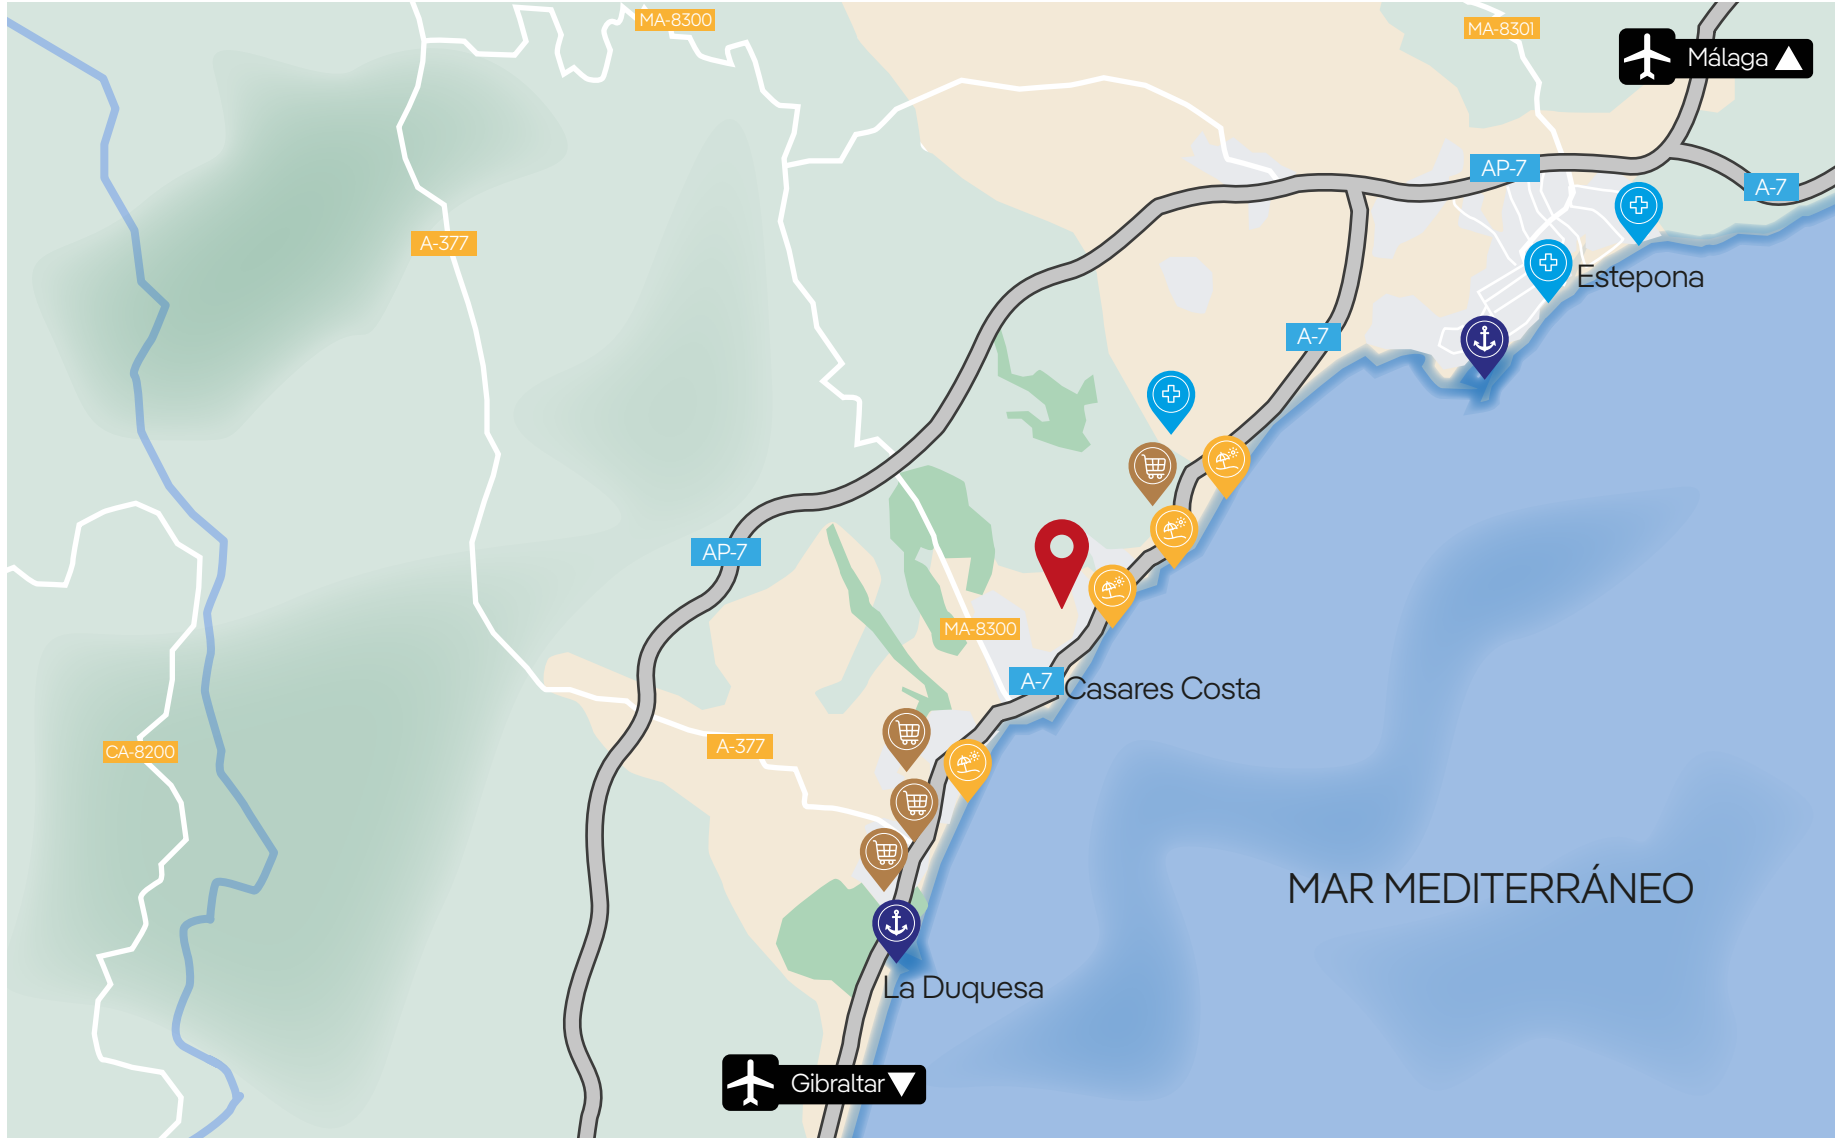 MA-8300
MA-8301
Málaga
AP-7
A-7
A-377
Estepona
A-7
AP-7
MA-8300
A-7
Casares Costa
A-377
CA-8200
MAR MEDITERRÁNEO
La Duquesa
Gibraltar